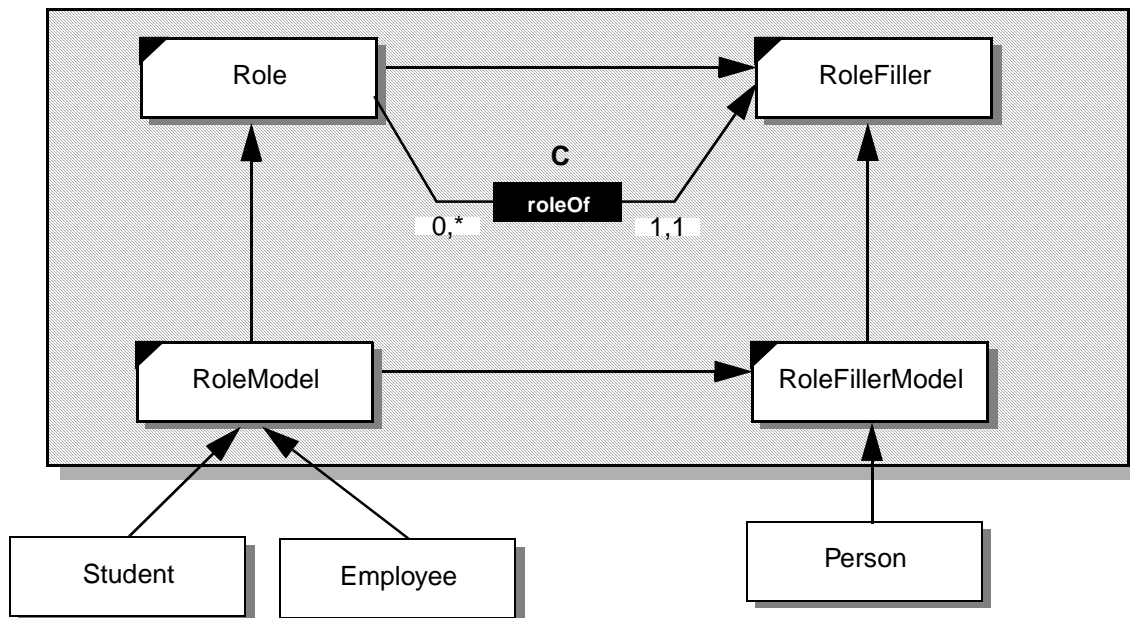 Role
RoleFiller
C
roleOf
0,*
1,1
RoleModel
RoleFillerModel
Student
Employee
Person